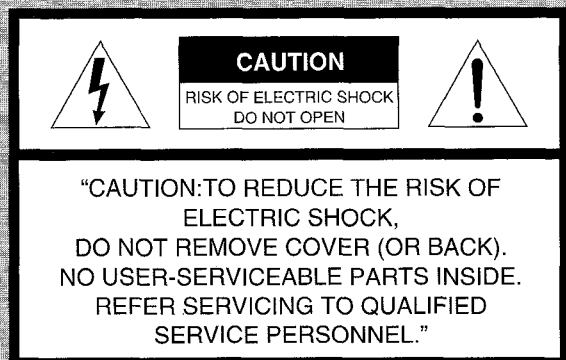 CAUTION
RISK OF ELECTRIC SHOCK
DO NOT OPEN
“CAUTION:TO REDUCE THE RISK OF
ELECTRIC SHOCK,
DO NOT REMOVE COVER (OR BACK).
NO USER-SERVICEABLE PARTS INSIDE.
REFER SERVICING TO QUALIFIED
SERVICE PERSONNEL.”